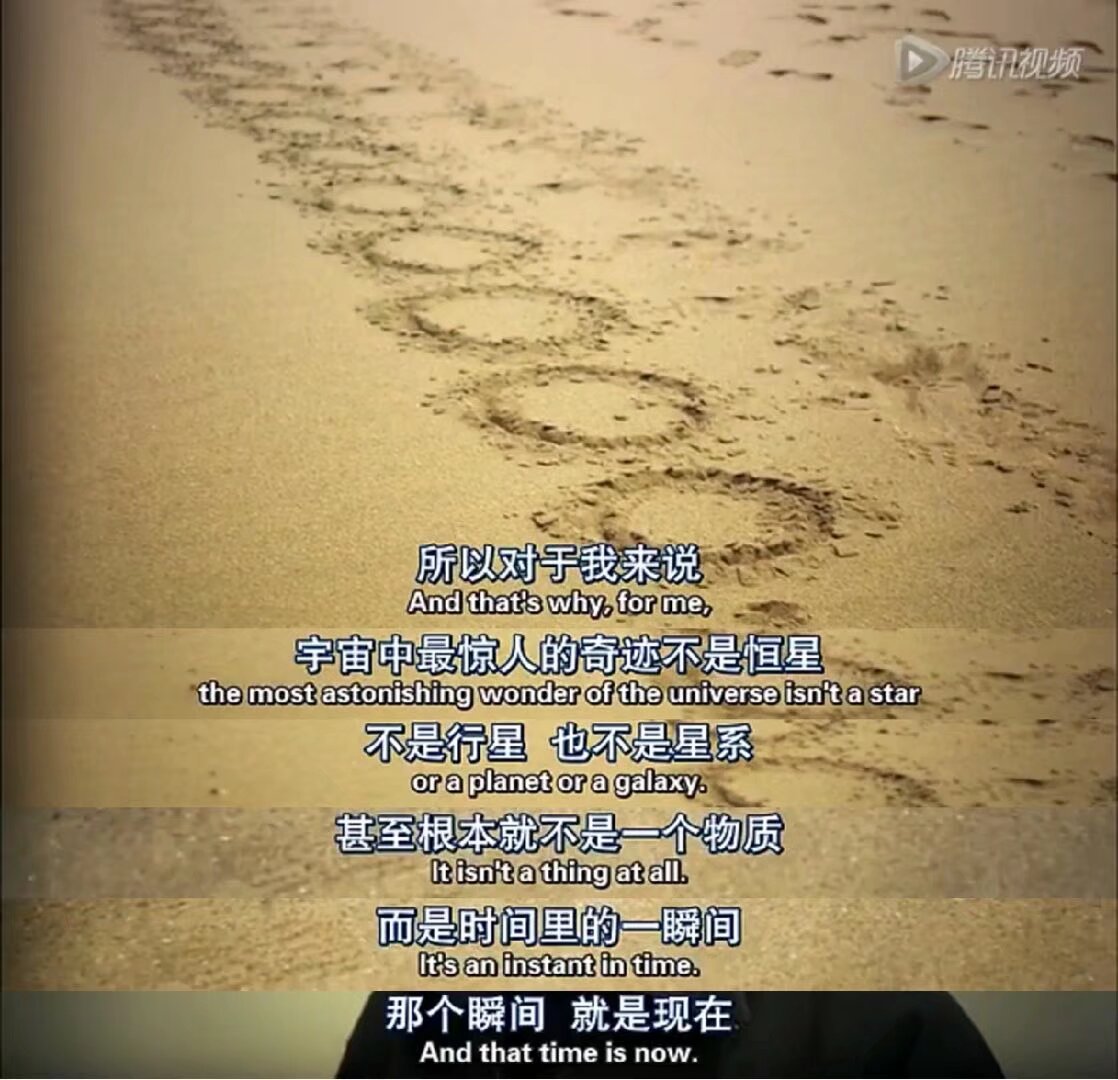 腾讯视频
所以对于我来说
And that's why, for me,
宇宙中最惊人的奇迹不是恒星
the most astonishing wonder of the universe isn't a star
不是行星 也不是星系
or a planet or a galaxy.
甚至根本就不是一个物质
It isn't a thing at all.
而是时间里的一瞬间
It's an instant in time.
那个瞬间 就是现在
And that time is now.